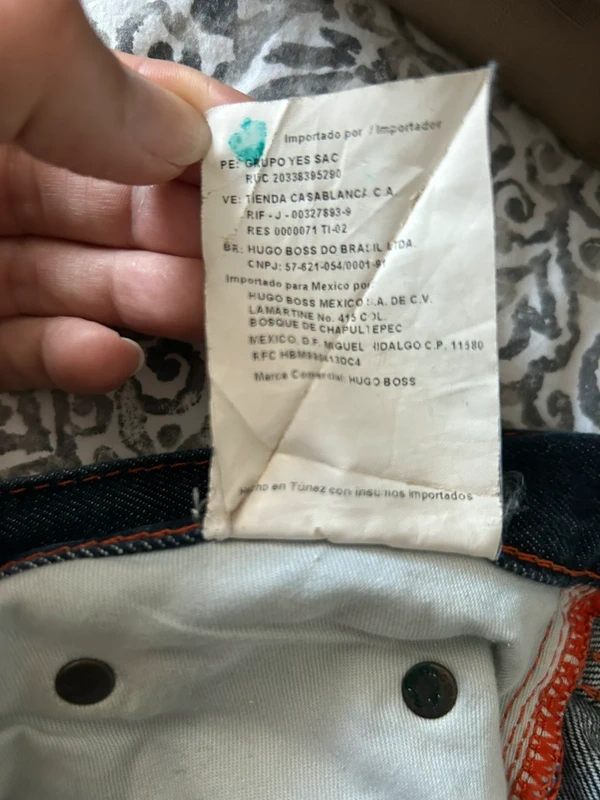 Importado por / Importador
PE: GRUPO YES SAC
RUC 20338395290
VE: TIENDA CASABLANCA C.A.
RIF - J - 00327893-9
RES 0000071 TI-02
BR: HUGO BOSS DO BRASIL LTDA.
CNPJ: 57-621-054/0001-91
Importado para Mexico por
HUGO BOSS MEXICO S.A. DE C.V.
LAMARTINE No. 415 COL.
BOSQUE DE CHAPULTEPEC
MEXICO, D.F. MIGUEL HIDALGO C.P. 11580
RFC
Marca Comercial: HUGO BOSS
Hecho en Túnez con insumos importados